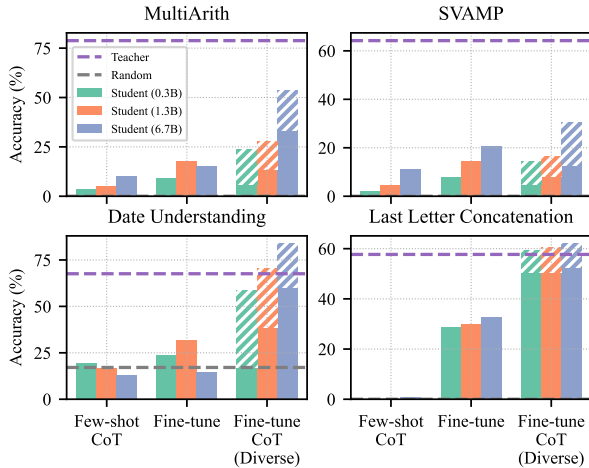 MultiArith
SVAMP
Accuracy (%)
75
50
25
0
Teacher
Random
Student (0.3B)
Student (1.3B)
Student (6.7B)
60
40
20
0
Date Understanding
Last Letter Concatenation
Accuracy (%)
75
50
25
0
60
40
20
0
Few-shot
CoT
Fine-tune
Fine-tune
CoT
(Diverse)
Few-shot
CoT
Fine-tune
Fine-tune
CoT
(Diverse)